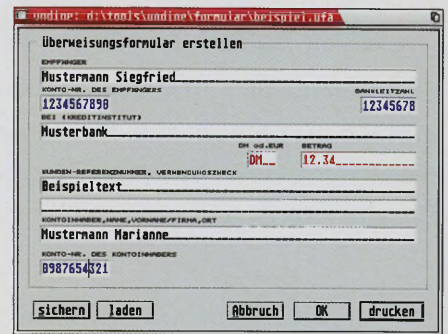 undine: d:\tools\undine\formular\beispiel.ufa
Überweisungsformular erstellen
EMPFÄNGER
Mustermann Siegfried
KONTO-NR. DES EMPFÄNGERS BANKLEITZAHL
1234567890 12345678
BEI (KREDITINSTITUT)
Musterbank
DM od.EUR BETRAG
DM__ 12.34
KUNDEN-REFERENZNUMMER, VERWENDUNGSZWECK
Beispieltext
KONTOINHABER,NAME,VORNAME/FIRMA,ORT
Mustermann Marianne
KONTO-NR. DES KONTOINHABERS
0987654321
sichern laden Abbruch OK drucken